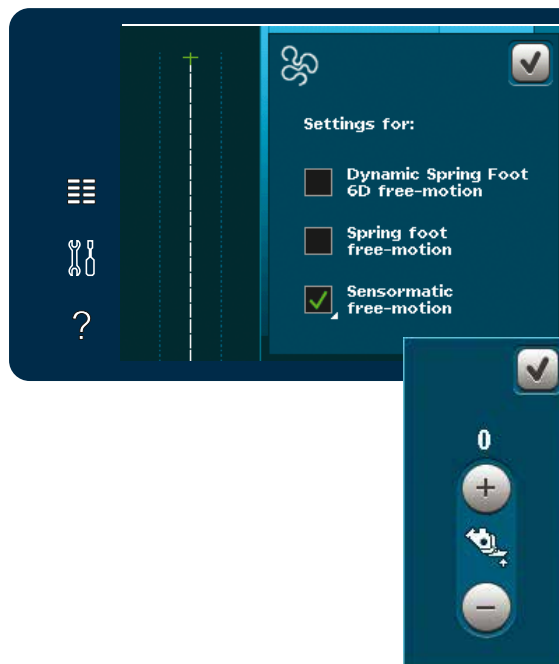 Settings for:
Dynamic Spring Foot
6D free-motion
Spring foot
free-motion
Sensormatic
free-motion
?
0
+
−